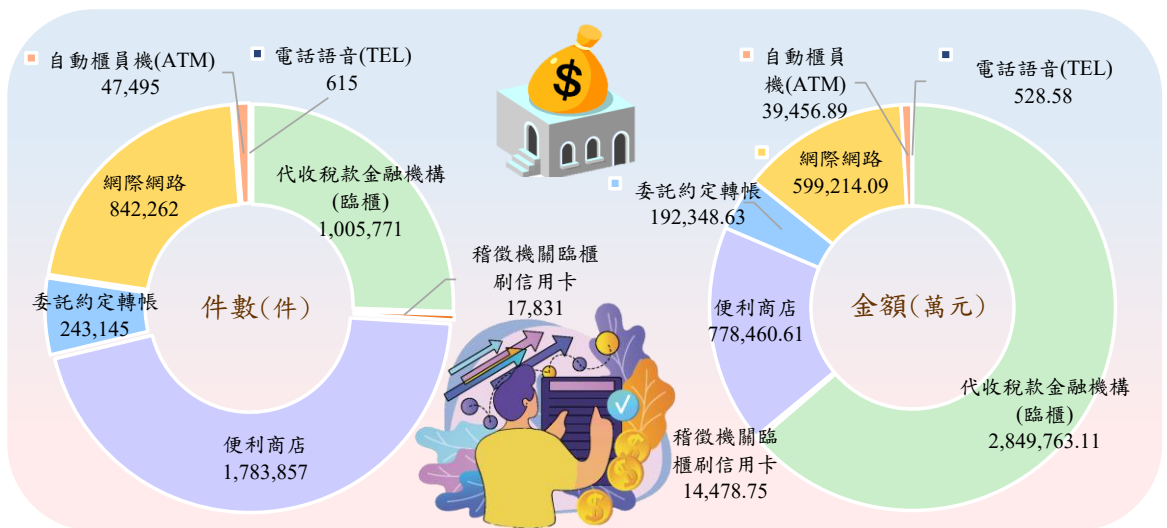 自動櫃員機(ATM)
47,495
電話語音(TEL)
615
網際網路
842,262
代收稅款金融機構
(臨櫃)
1,005,771
稽徵機關臨櫃
刷信用卡
17,831
委託約定轉帳
243,145
件數(件)
便利商店
1,783,857
$
自動櫃員
機(ATM)
39,456.89
電話語音(TEL)
528.58
網際網路
599,214.09
委託約定轉帳
192,348.63
便利商店
778,460.61
金額(萬元)
代收稅款金融機構
(臨櫃)
2,849,763.11
稽徵機關臨
櫃刷信用卡
14,478.75
$
$
$